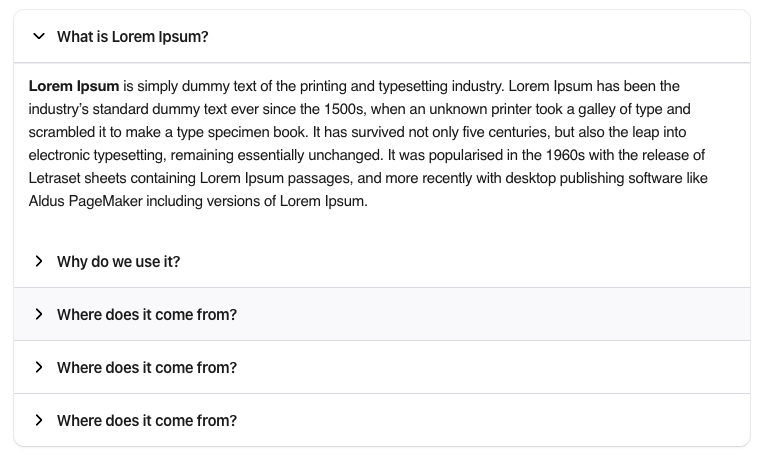 What is Lorem Ipsum?
Lorem Ipsum is simply dummy text of the printing and typesetting industry. Lorem Ipsum has been the
industry’s standard dummy text ever since the 1500s, when an unknown printer took a galley of type and
scrambled it to make a type specimen book. It has survived not only five centuries, but also the leap into
electronic typesetting, remaining essentially unchanged. It was popularised in the 1960s with the release of
Letraset sheets containing Lorem Ipsum passages, and more recently with desktop publishing software like
Aldus PageMaker including versions of Lorem Ipsum.
Why do we use it?
Where does it come from?
Where does it come from?
Where does it come from?